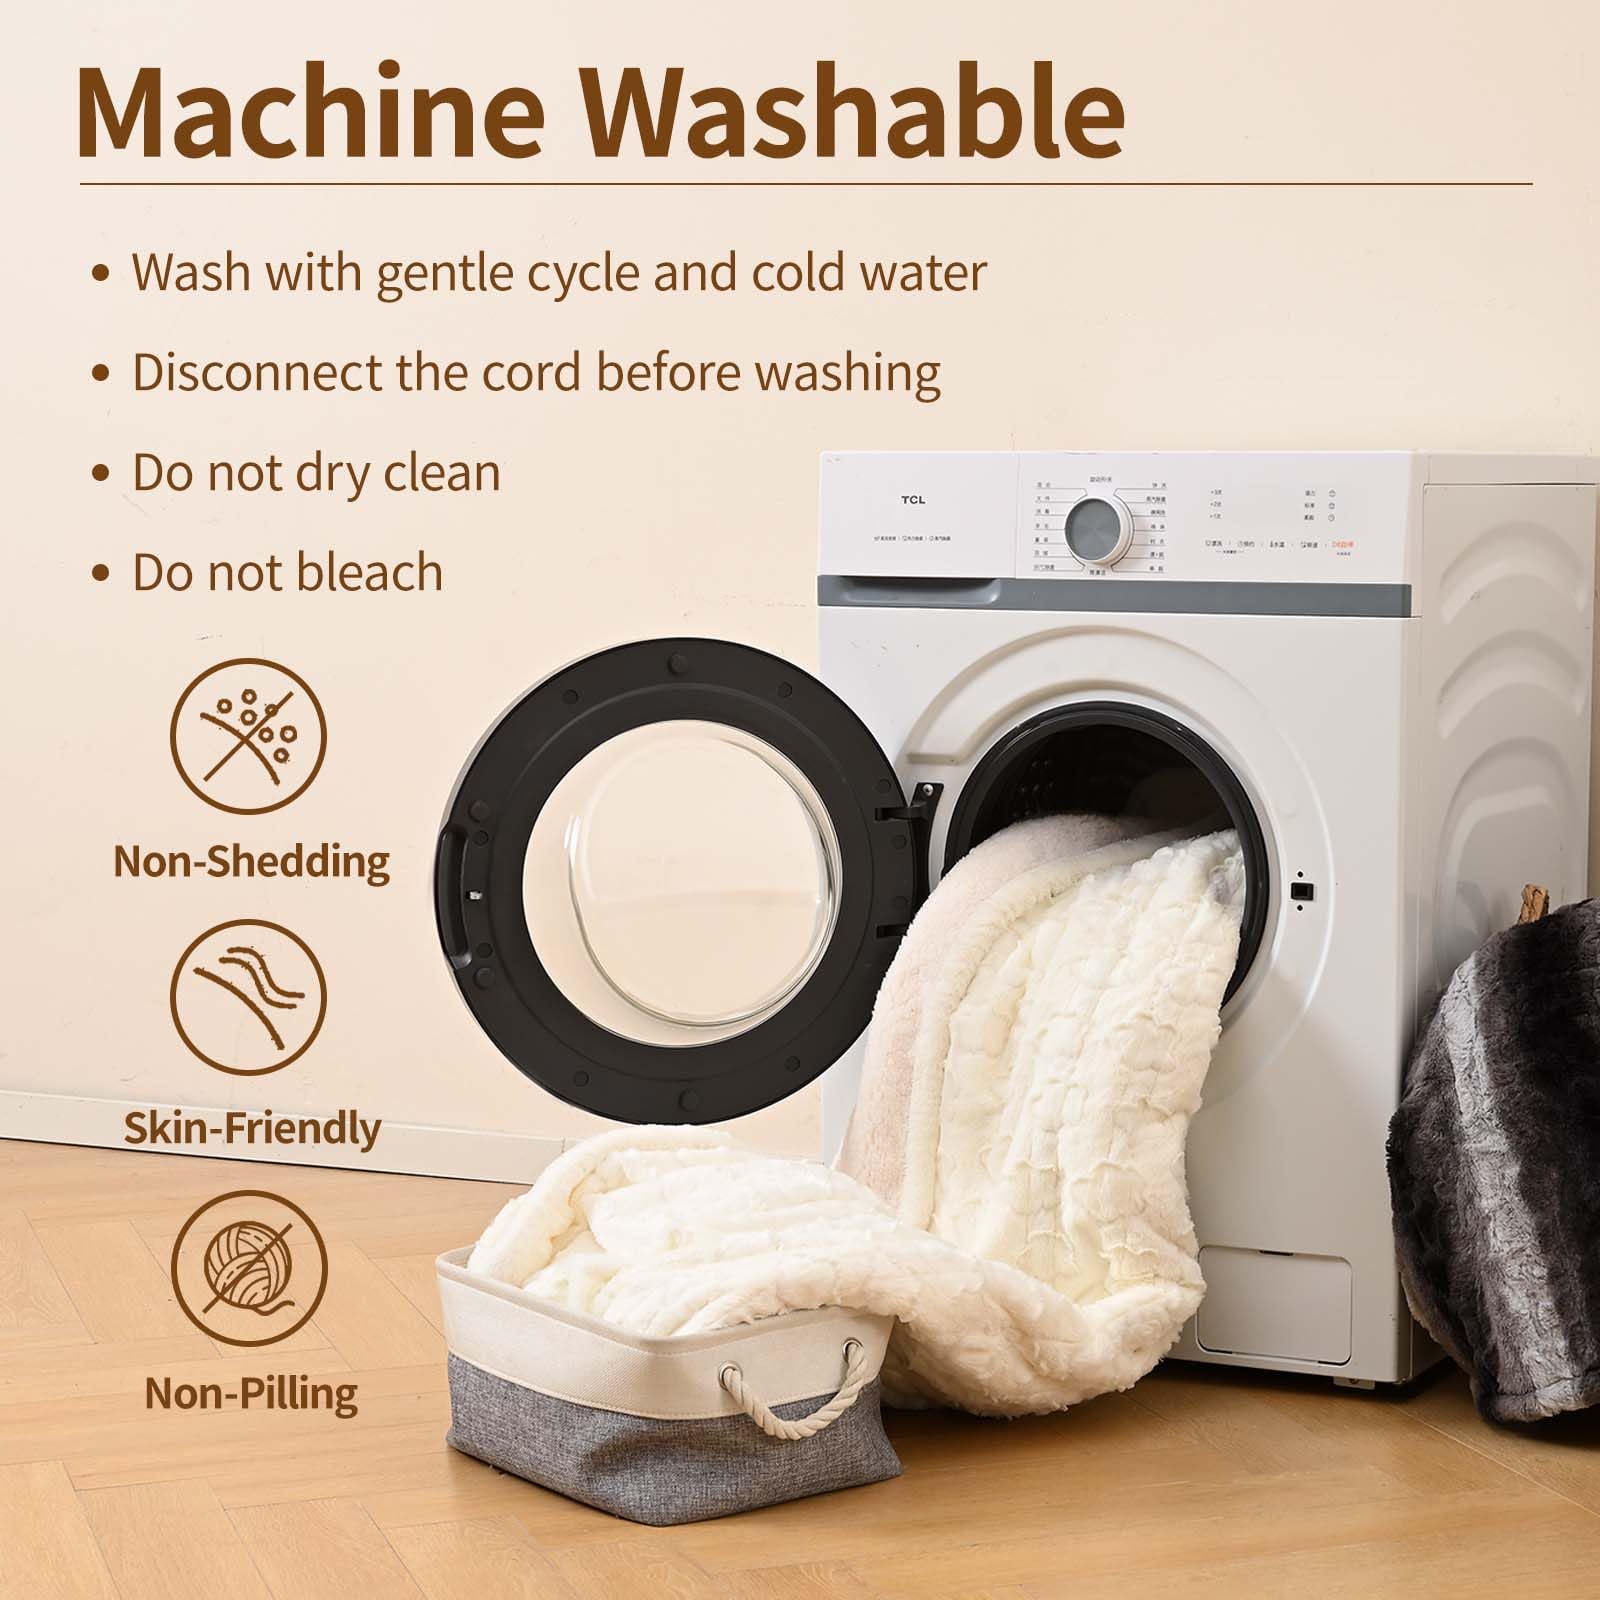 Machine Washable
• Wash with gentle cycle and cold water
• Disconnect the cord before washing
• Do not dry clean
• Do not bleach
TCL
Non-Shedding
Skin-Friendly
Non-Pilling